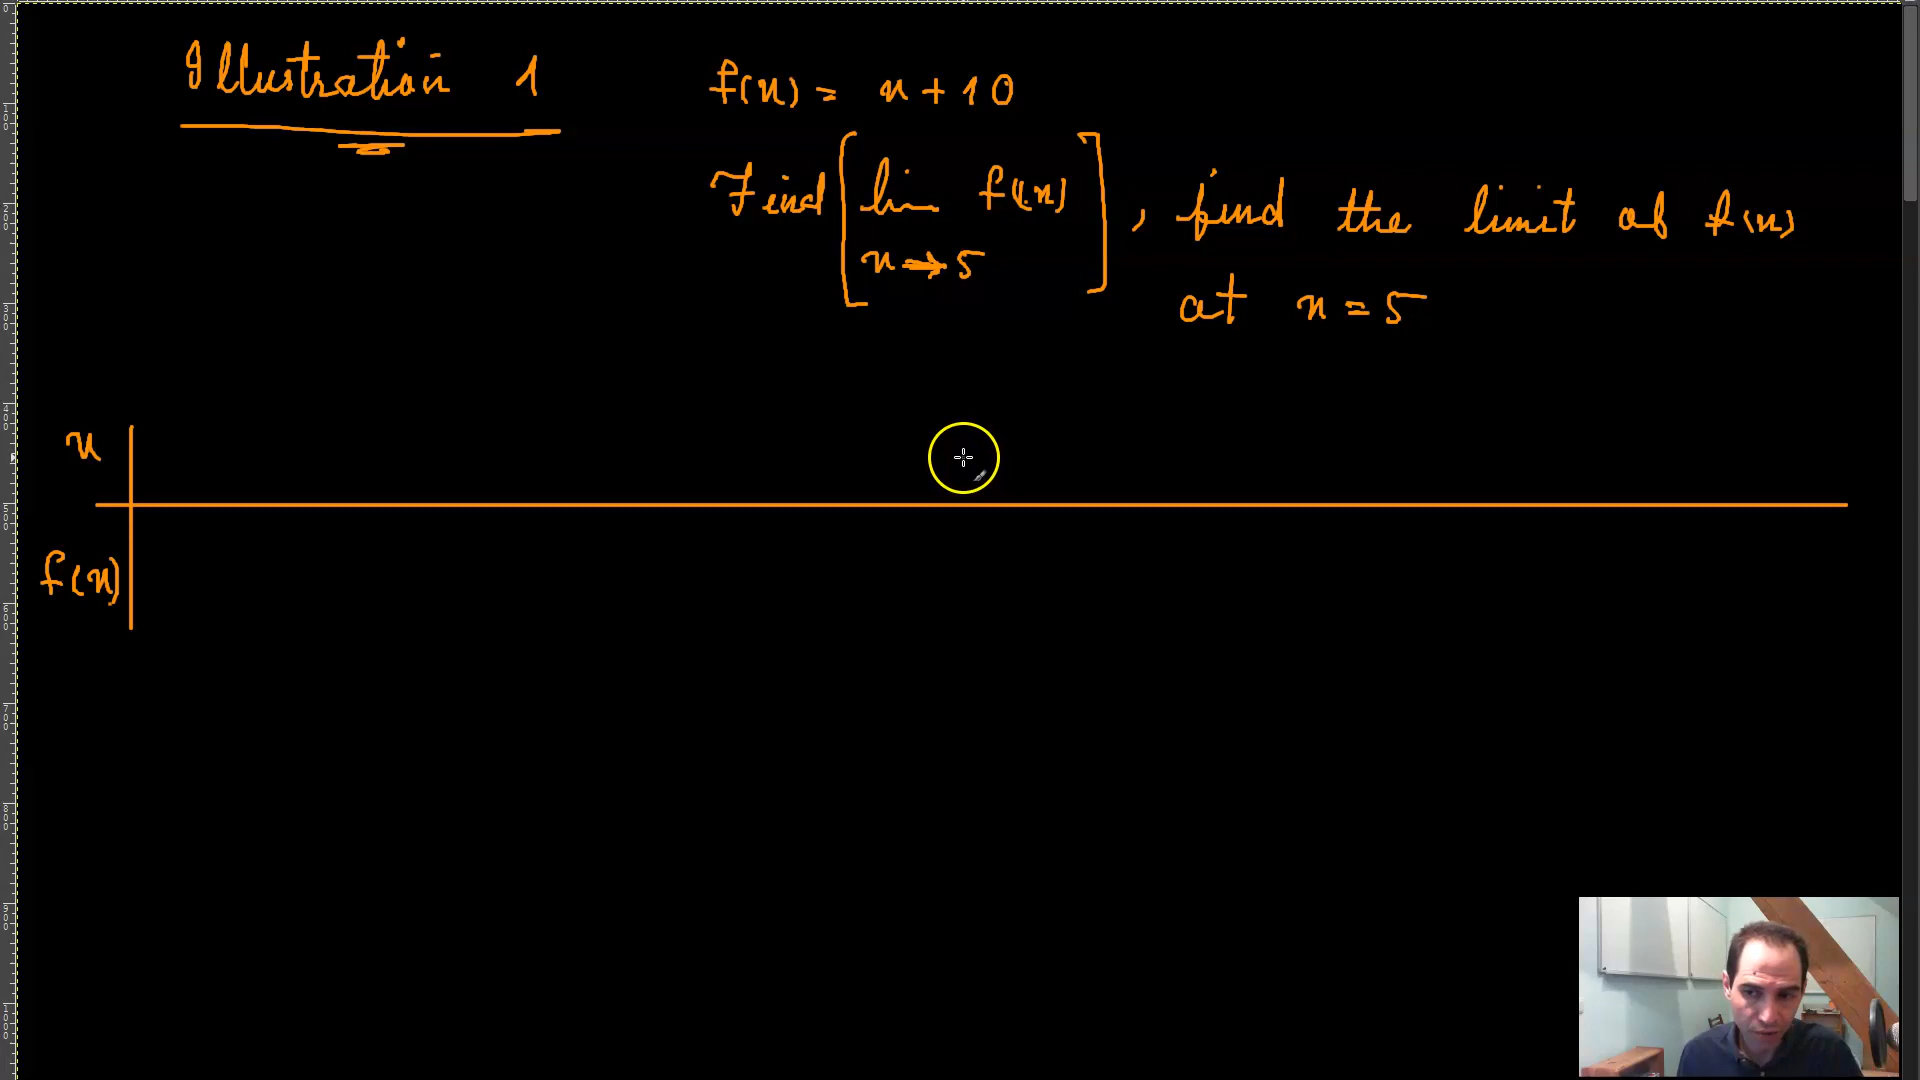 Illustration 1
f(x) = x + 10
Find [lim f(x)], find the limit of f(x)
x → 5
at x = 5
x
f(x)